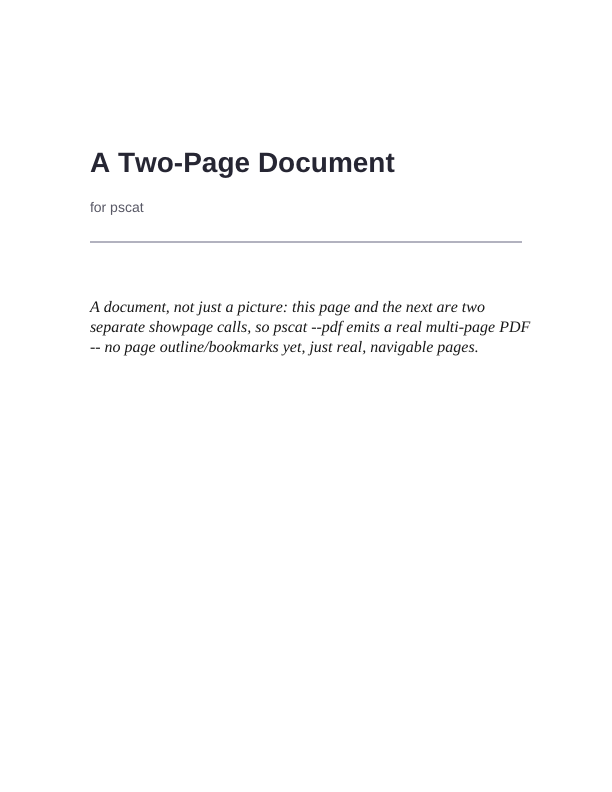 A Two-Page Document
for pscat
A document, not just a picture: this page and the next are two
separate showpage calls, so pscat --pdf emits a real multi-page PDF
-- no page outline/bookmarks yet, just real, navigable pages.